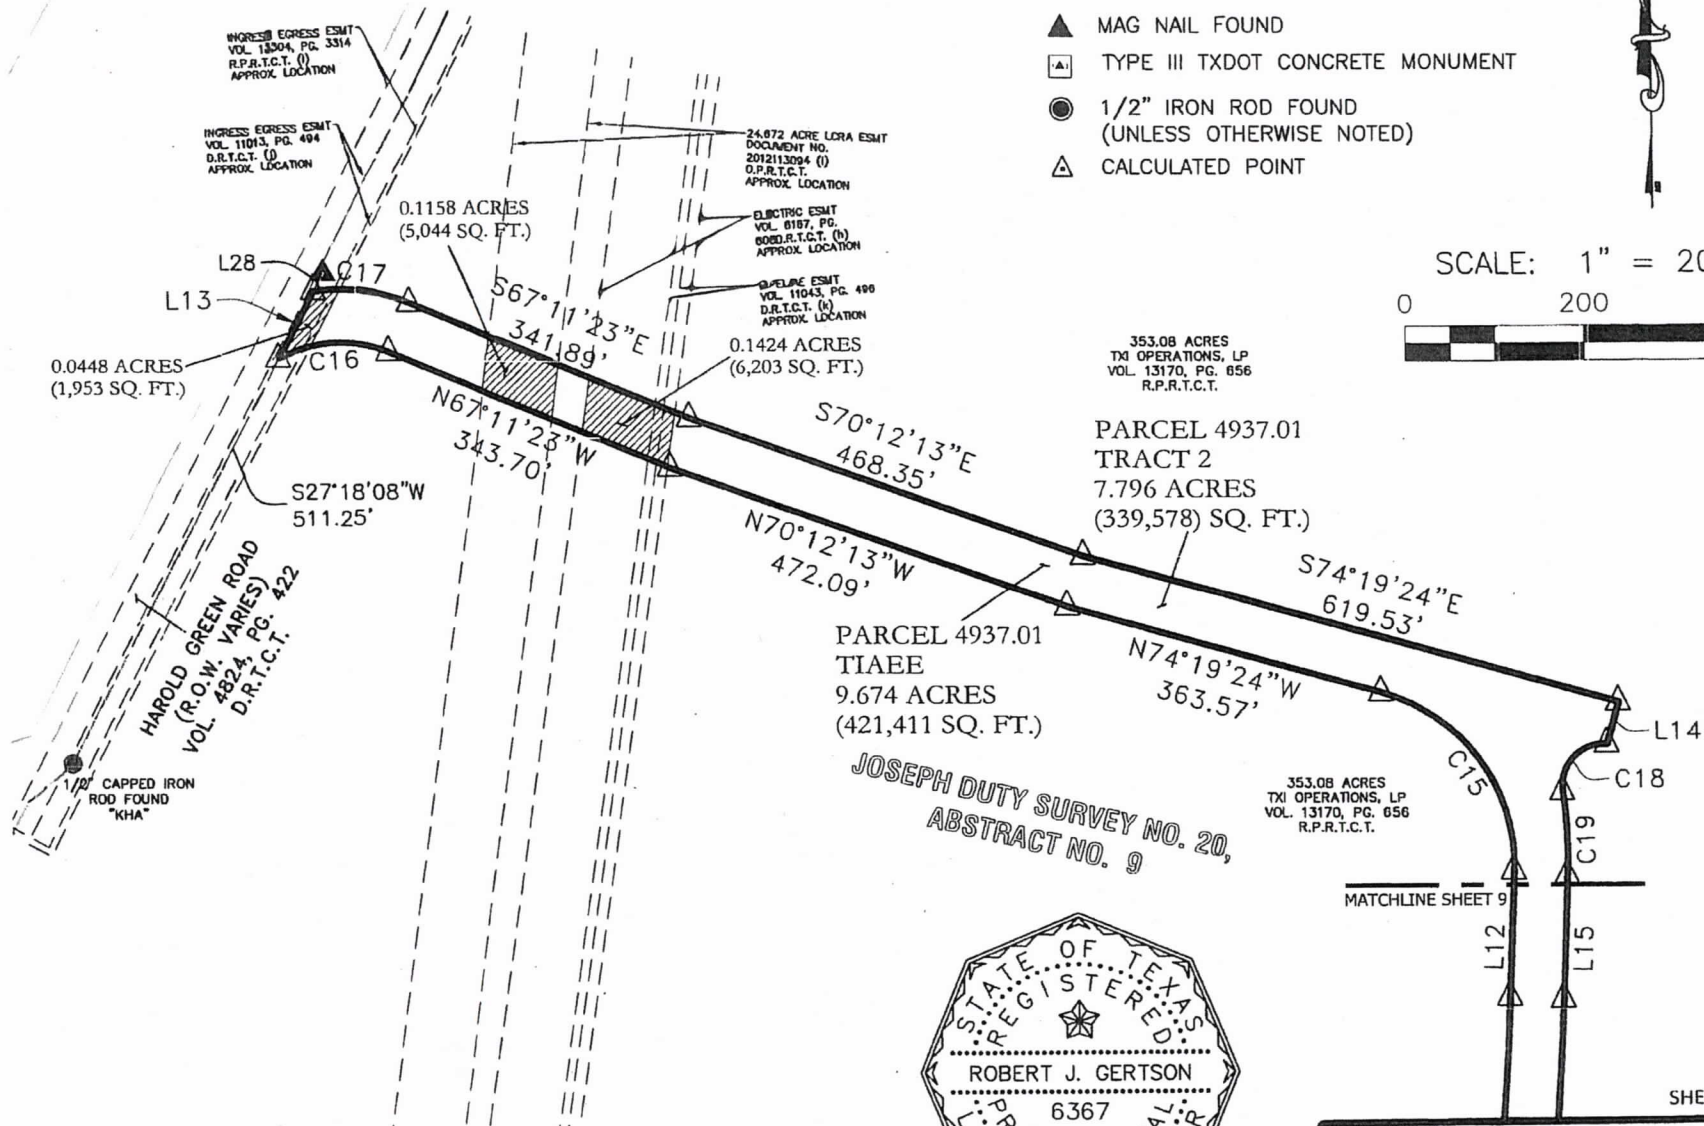 MAG NAIL FOUND
TYPE III TXDOT CONCRETE MONUMENT
1/2" IRON ROD FOUND
(UNLESS OTHERWISE NOTED)
CALCULATED POINT
SCALE: 1" = 20
0 200
INGRESS EGRESS ESMT
VOL. 13304, PG. 3314
R.P.R.T.C.T. (i)
APPROX. LOCATION
INGRESS EGRESS ESMT
VOL. 11013, PG. 494
D.R.T.C.T. (j)
APPROX. LOCATION
24.672 ACRE LCRA ESMT
DOCUMENT NO.
2012113094 (l)
O.P.R.T.C.T.
APPROX. LOCATION
ELECTRIC ESMT
VOL. 6167, PG.
D.R.T.C.T. (h)
APPROX. LOCATION
ESMT
VOL. 11043, PG. 496
D.R.T.C.T. (k)
APPROX. LOCATION
0.1158 ACRES
(5,044 SQ. FT.)
L28
C17
L13
0.0448 ACRES
(1,953 SQ. FT.)
C16
S67°11'23"E
341.89'
0.1424 ACRES
(6,203 SQ. FT.)
N67°11'23"W
343.70'
S27°18'08"W
511.25'
HAROLD GREEN ROAD
(R.O.W. VARIES)
VOL. 4824, PG. 422
D.R.T.C.T.
1/2" CAPPED IRON
ROD FOUND
"KHA"
353.08 ACRES
TXI OPERATIONS, LP
VOL. 13170, PG. 656
R.P.R.T.C.T.
S70°12'13"E
468.35'
PARCEL 4937.01
TRACT 2
7.796 ACRES
(339,578) SQ. FT.)
N70°12'13"W
472.09'
PARCEL 4937.01
TIAEE
9.674 ACRES
(421,411 SQ. FT.)
S74°19'24"E
619.53'
N74°19'24"W
363.57'
L14
C18
C15
C19
353.08 ACRES
TXI OPERATIONS, LP
VOL. 13170, PG. 656
R.P.R.T.C.T.
JOSEPH DUTY SURVEY NO. 20,
ABSTRACT NO. 9
MATCHLINE SHEET 9
L12
L15
STATE OF TEXAS
REGISTERED
ROBERT J. GERTSON
6367
SHE